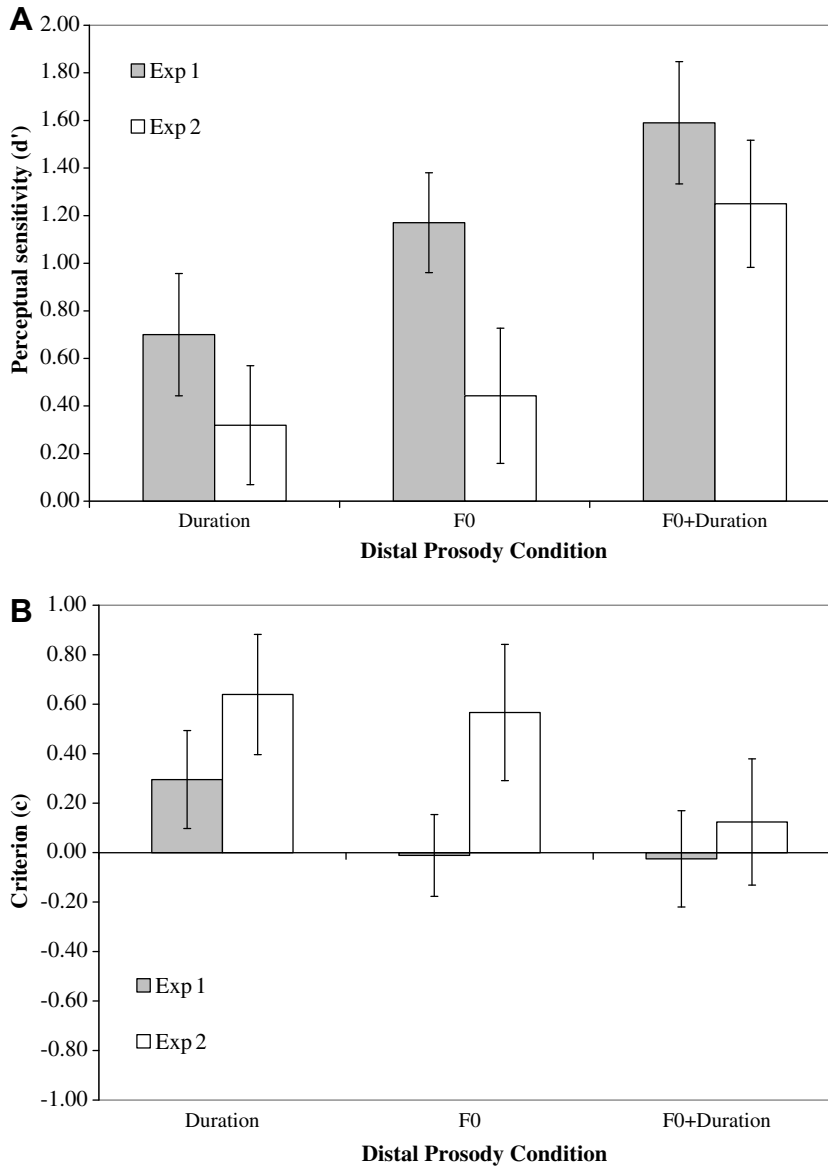 A
2.00
1.80
1.60
1.40
1.20
1.00
0.80
0.60
0.40
0.20
0.00
Perceptual sensitivity (d')
Exp 1
Exp 2
Duration F0 F0+Duration
Distal Prosody Condition
B
1.00
0.80
0.60
0.40
0.20
0.00
-0.20
-0.40
-0.60
-0.80
-1.00
Criterion (c)
Exp 1
Exp 2
Duration F0 F0+Duration
Distal Prosody Condition